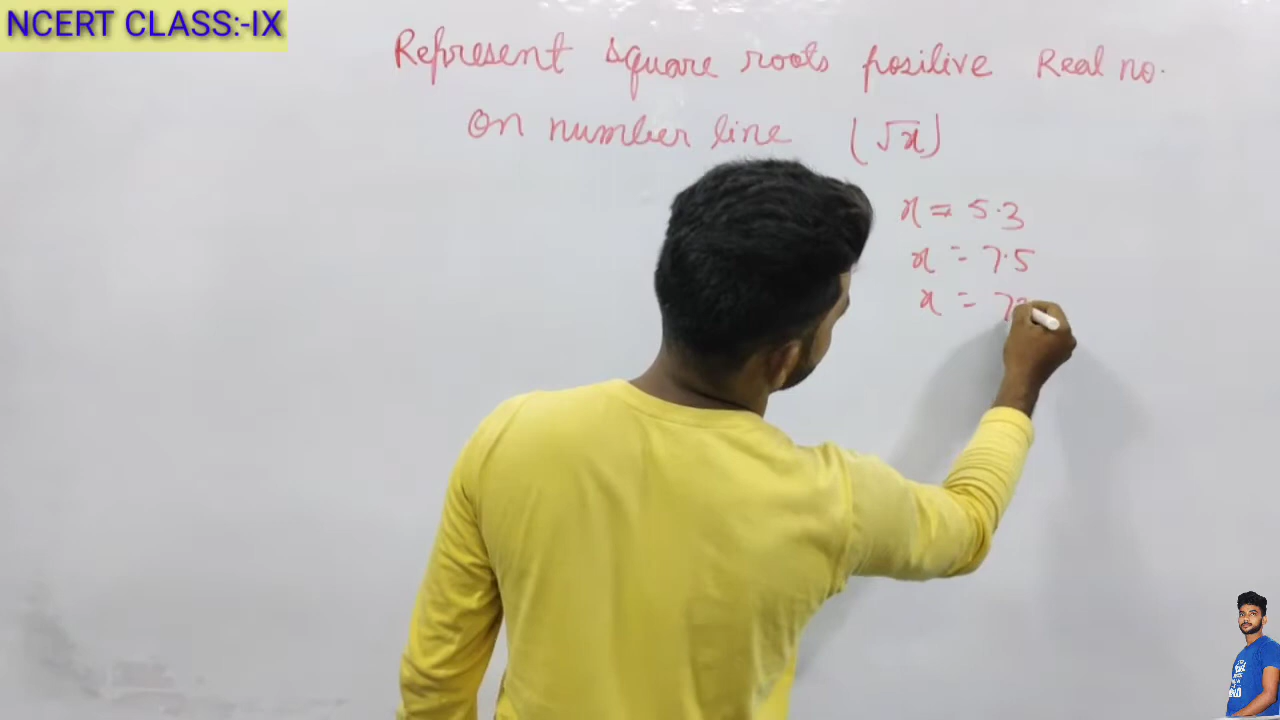 NCERT CLASS:-IX
Represent square roots positive Real no.
on number line (√x)
x = 5.3
x = 7.5
x = 7